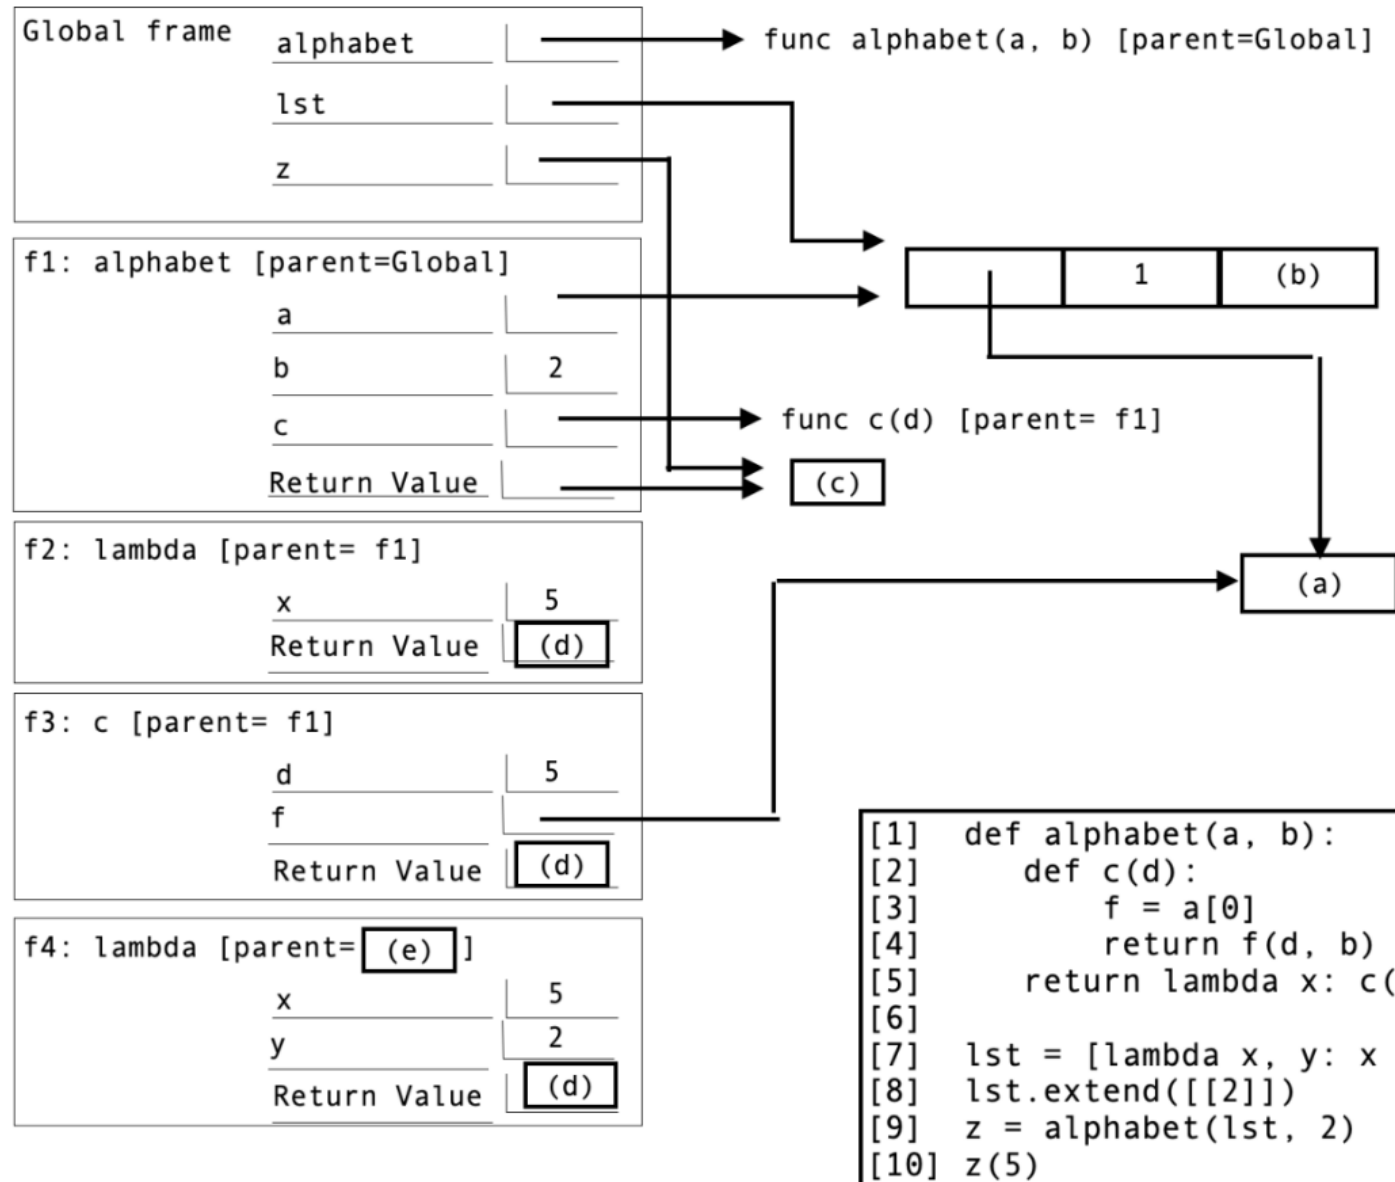 Global frame
alphabet
func alphabet(a, b) [parent=Global]
lst
z
f1: alphabet [parent=Global]
1
(b)
a
b
2
c
func c(d) [parent= f1]
Return Value
(c)
f2: lambda [parent= f1]
x
5
(a)
Return Value
(d)
f3: c [parent= f1]
d
5
f
Return Value
(d)
f4: lambda [parent= (e) ]
x
5
y
2
Return Value
(d)
[1] def alphabet(a, b):
[2] def c(d):
[3] f = a[0]
[4] return f(d, b)
[5] return lambda x: c(
[6]
[7] lst = [lambda x, y: x
[8] lst.extend([[2]])
[9] z = alphabet(lst, 2)
[10] z(5)